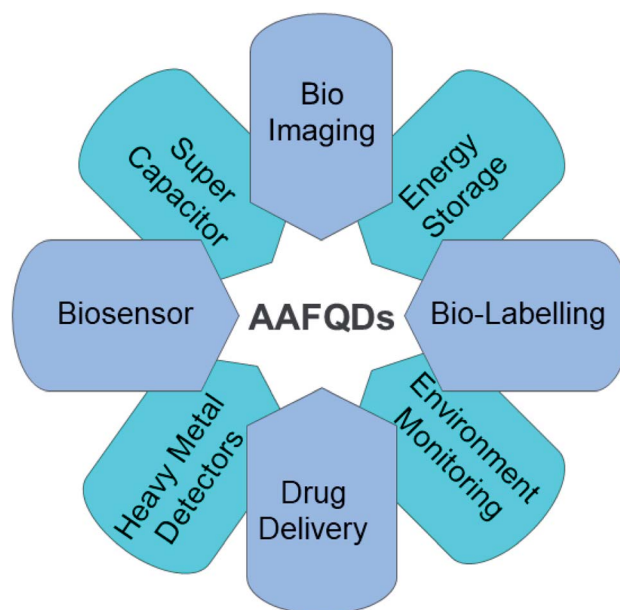 Bio
Imaging
Energy
Storage
Bio-Labelling
Environment
Monitoring
Drug
Delivery
Heavy Metal
Detectors
Biosensor
Super
Capacitor
AAFQDs